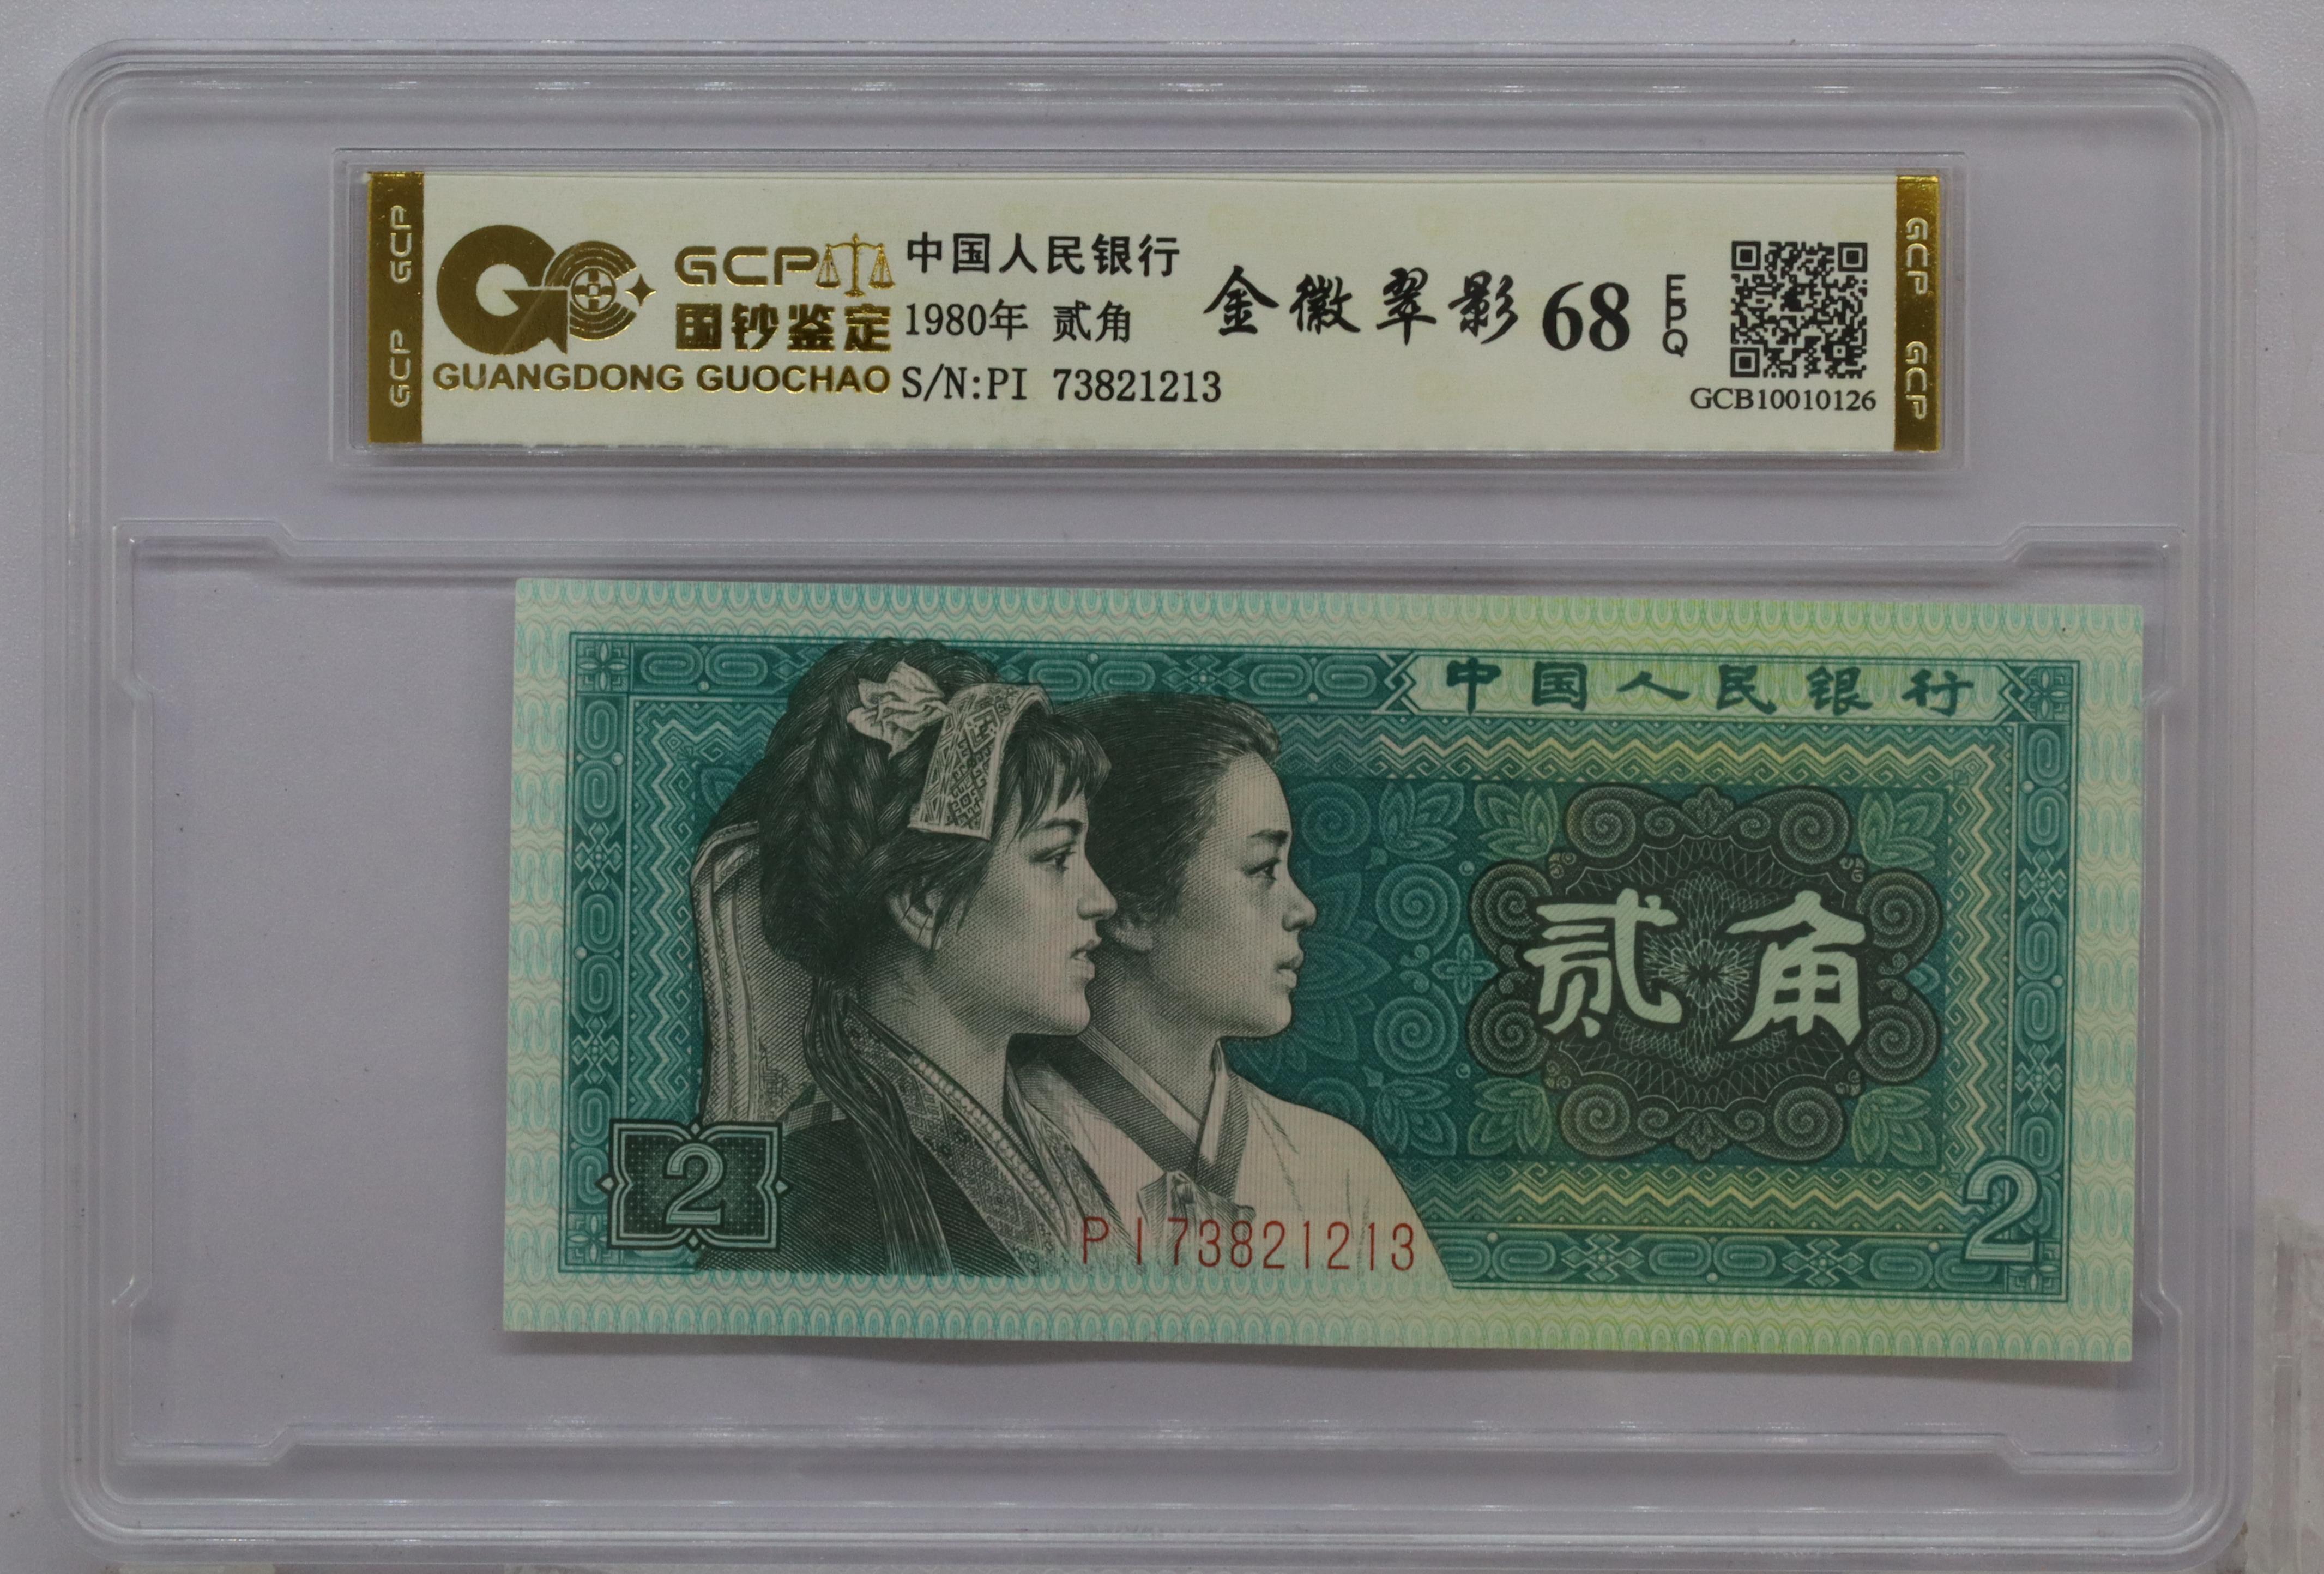 GCP GCP
GCP
国钞鉴定
GUANGDONG GUOCHAO
中国人民银行
1980年 贰角
S/N:PI 73821213
金徽翠影 68
EPQ
GCB10010126
GCP GCP
中国人民银行
贰角
2
PI73821213
2